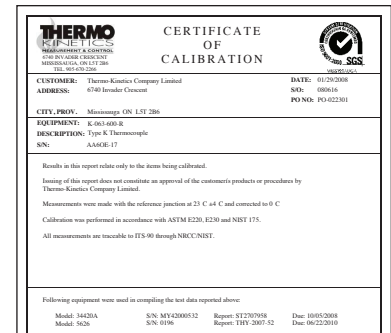 THERMO
KINETICS
MEASUREMENT & CONTROL
6740 INVADER CRESCENT
MISSISSAUGA, ON L5T 2B6
TEL. 905-670-2266
CERTIFICATE
OF
CALIBRATION
SGS
CUSTOMER: Thermo-Kinetics Company Limited
ADDRESS: 6740 Invader Crescent
CITY, PROV. Mississauga ON L5T 2B6
DATE: 01/29/2008
S/O: 080616
PO NO: PO-022301
EQUIPMENT: K-063-600-R
DESCRIPTION: Type K Thermocouple
S/N: AA6OE-17
Results in this report relate only to the items being calibrated.
Issuing of this report does not constitute an approval of the customer's products or procedures by
Thermo-Kinetics Company Limited.
Measurements were made with the reference junction at 23 C ±4 C and corrected to 0 C
Calibration was performed in accordance with ASTM E220, E230 and NIST 175.
All measurements are traceable to ITS-90 through NRCC/NIST.
Following equipment were used in compiling the test data reported above:
Model: 34420A S/N: MY42000532 Report: ST2707958 Due: 10/05/2008
Model: 5626 S/N: 0196 Report: THY-2007-52 Due: 06/22/2010